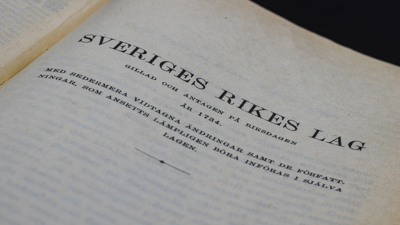 SVERIGES RIKES LAG
GILLAD OCH ANTAGEN PÅ RIKSDAGEN
ÅR 1734.
MED SEDERMERA VIDTAGNA ÄNDRINGAR SAMT DE FÖRFATT-
NINGAR, SOM ANSETTS LÄMPLIGEN BÖRA INFÖRAS I SJÄLVA
LAGEN.